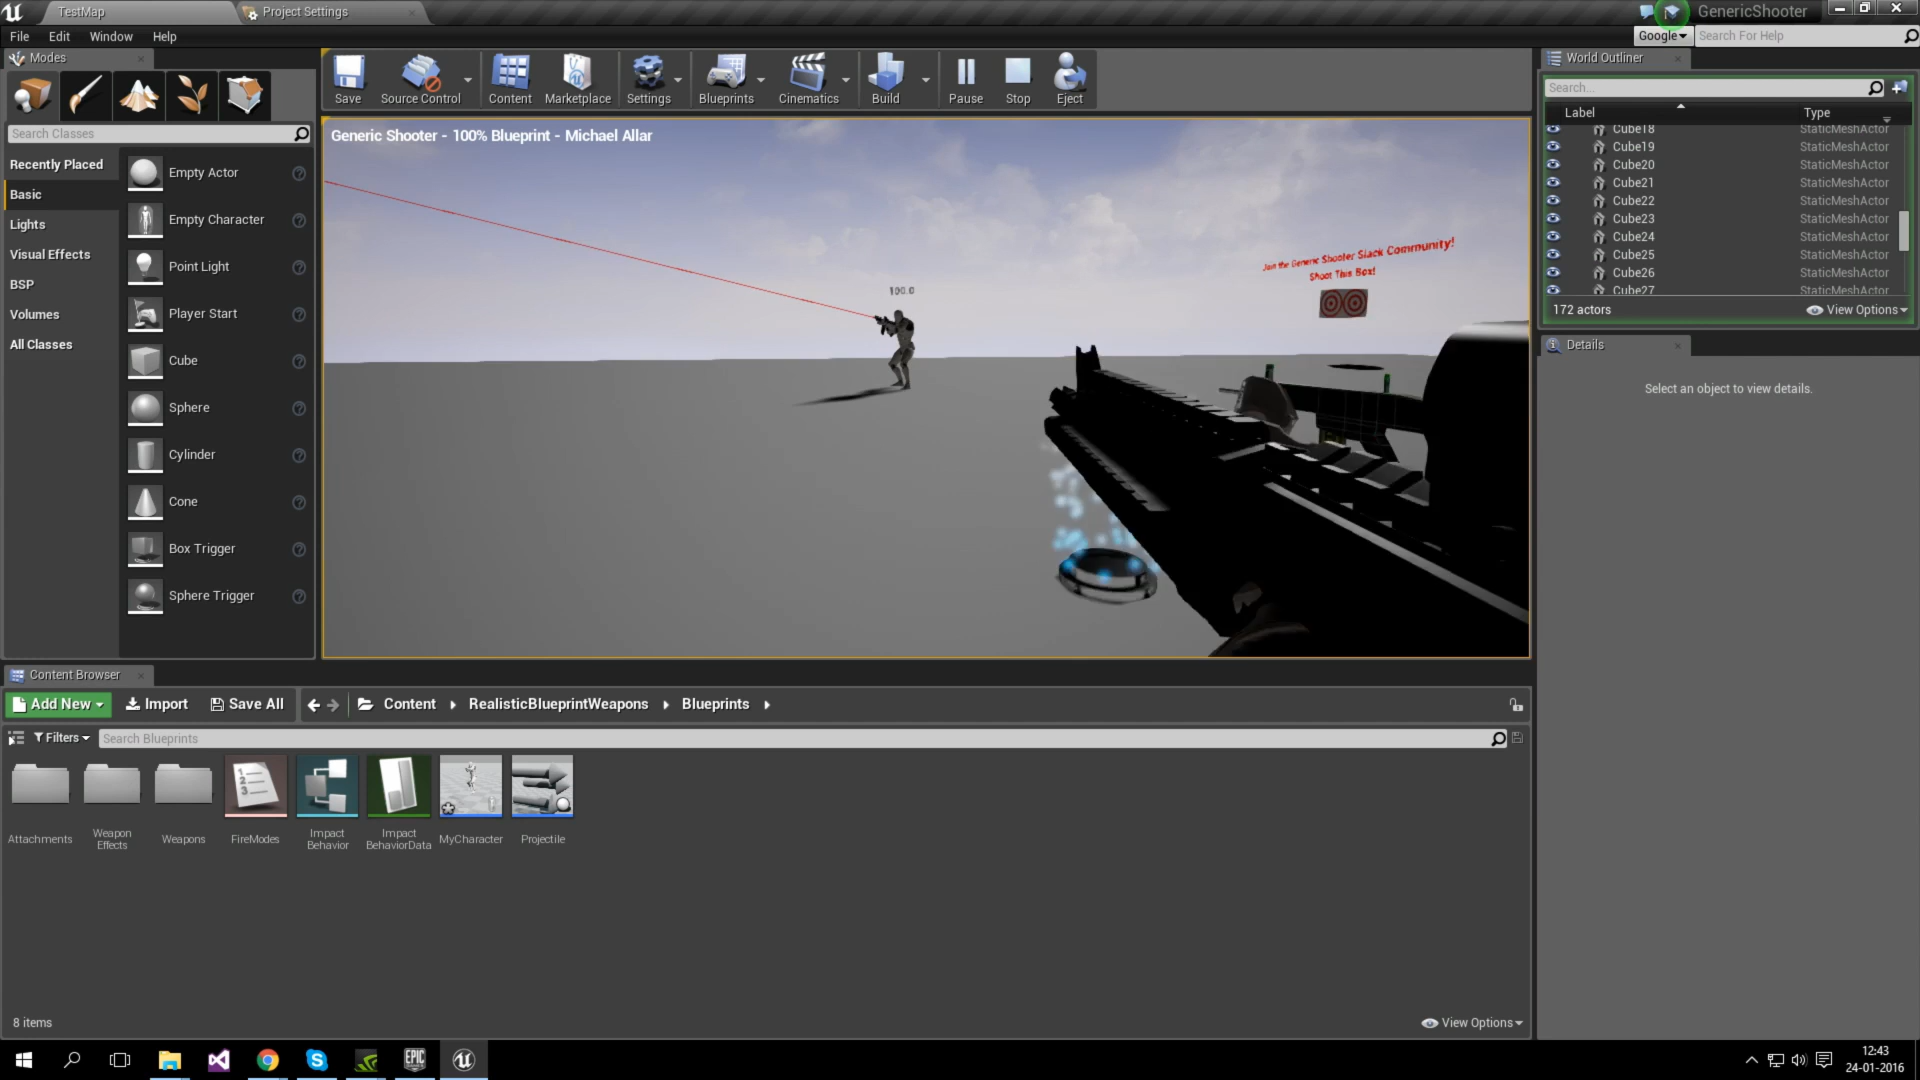 TestMap
Project Settings
GenericShooter
File Edit Window Help
Google
Search For Help
Modes
Save
Source Control
Content
Marketplace
Settings
Blueprints
Cinematics
Build
Pause
Stop
Eject
World Outliner
Search...
Label
Type
Cube18 StaticMeshActor
Cube19 StaticMeshActor
Cube20 StaticMeshActor
Cube21 StaticMeshActor
Cube22 StaticMeshActor
Cube23 StaticMeshActor
Cube24 StaticMeshActor
Cube25 StaticMeshActor
Cube26 StaticMeshActor
Cube27 StaticMeshActor
172 actors
View Options
Details
Select an object to view details.
Search Classes
Recently Placed
Basic
Lights
Visual Effects
BSP
Volumes
All Classes
Empty Actor
Empty Character
Point Light
Player Start
Cube
Sphere
Cylinder
Cone
Box Trigger
Sphere Trigger
Generic Shooter - 100% Blueprint - Michael Allar
100.0
Join the Generic Shooter Slack Community!
Shoot This Box!
Content Browser
Add New
Import
Save All
Content
RealisticBlueprintWeapons
Blueprints
Filters
Search Blueprints
Attachments
Weapon
Effects
Weapons
FireModes
Impact
Behavior
Impact
BehaviorData
MyCharacter
Projectile
8 items
View Options
EPIC
GAMES
12:43
24-01-2016